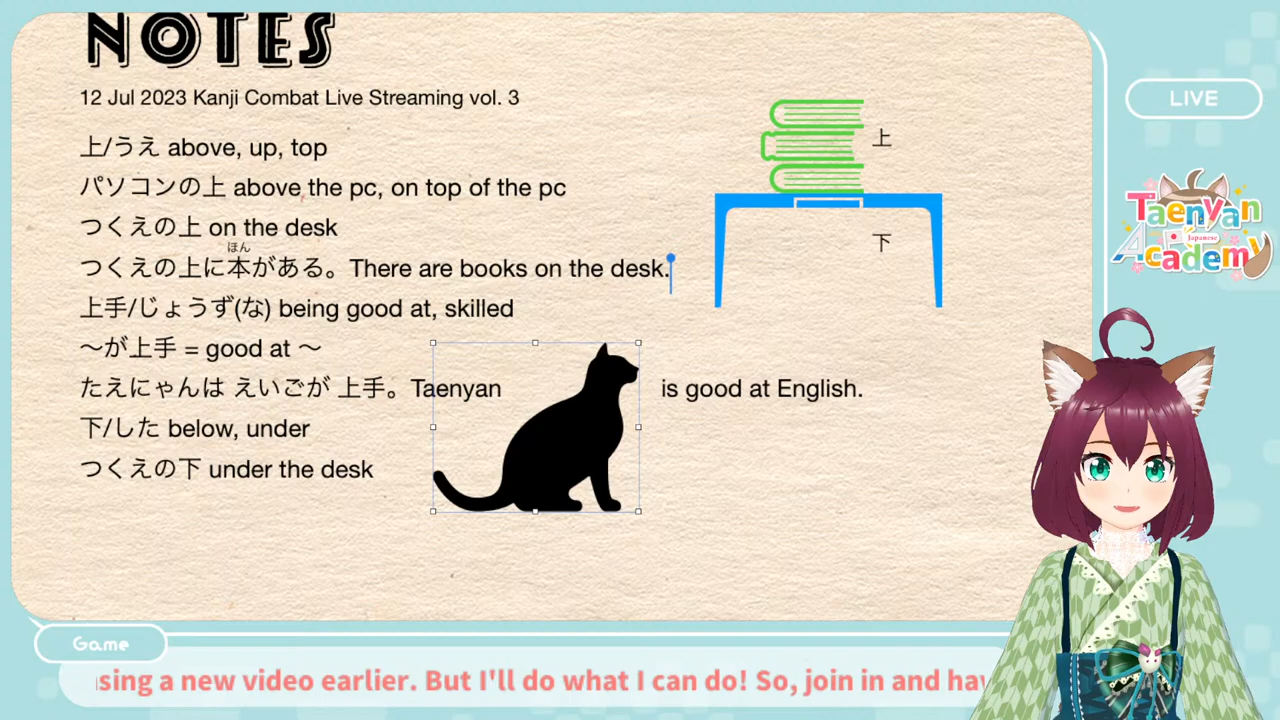 NOTES
12 Jul 2023 Kanji Combat Live Streaming vol. 3
上/うえ above, up, top
パソコンの上 above the pc, on top of the pc
つくえの上 on the desk
ほん
つくえの上に本がある。There are books on the desk.
上手/じょうず(な) being good at, skilled
〜が上手 = good at 〜
たえにゃんは えいごが 上手。Taenyan is good at English.
下/した below, under
つくえの下 under the desk
上
下
LIVE
Taenyan
Japanese
Academy
Game
sing a new video earlier. But I'll do what I can do! So, join in and hav